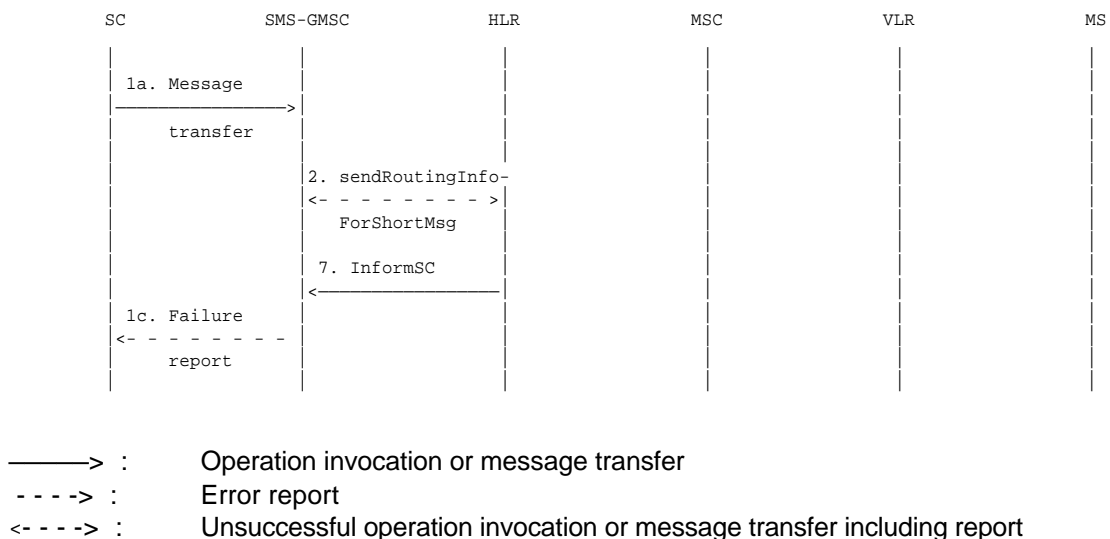 SC SMS-GMSC HLR MSC VLR MS
1a. Message
transfer
2. sendRoutingInfo-
ForShortMsg
7. InformSC
1c. Failure
report
————> : Operation invocation or message transfer
- - - -> : Error report
<- - - -> : Unsuccessful operation invocation or message transfer including report